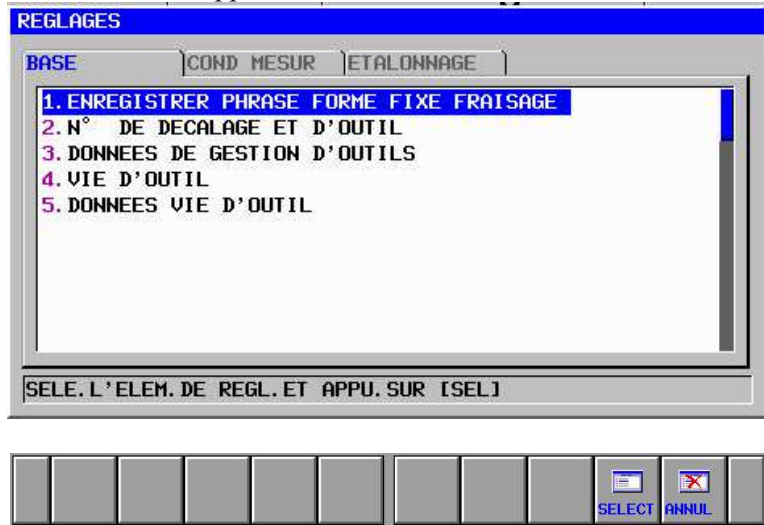 REGLAGES
BASE COND MESUR ETALONNAGE
1.ENREGISTRER PHRASE FORME FIXE FRAISAGE
2.N° DE DECALAGE ET D'OUTIL
3.DONNEES DE GESTION D'OUTILS
4.VIE D'OUTIL
5.DONNEES VIE D'OUTIL
SELE.L'ELEM.DE REGL.ET APPU.SUR [SEL]
SELECT ANNUL